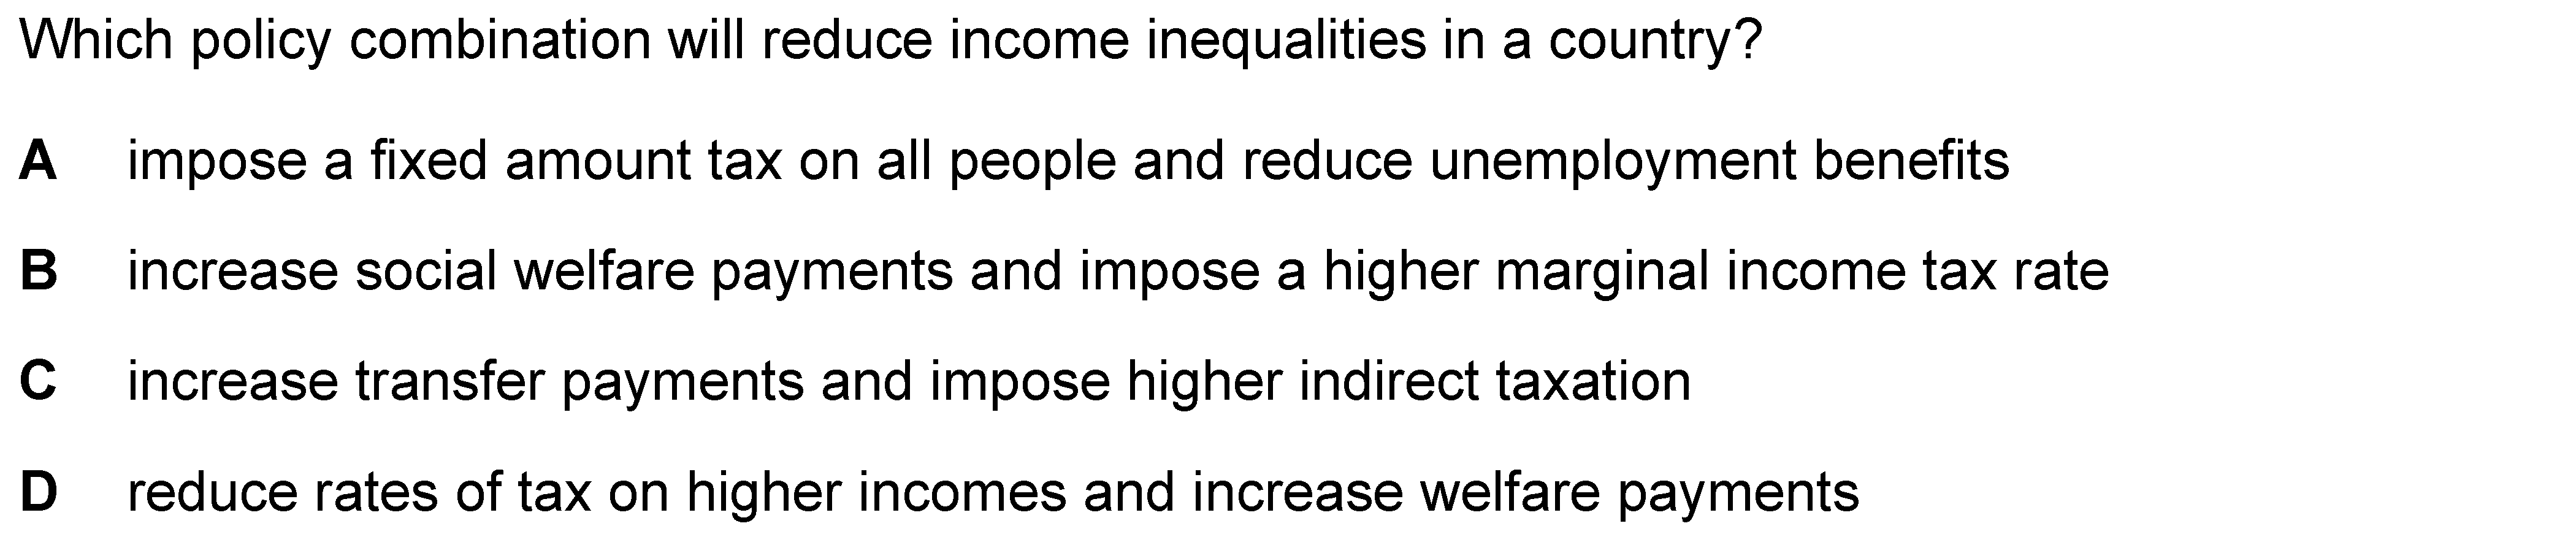 Which policy combination will reduce income inequalities in a country?
A impose a fixed amount tax on all people and reduce unemployment benefits
B increase social welfare payments and impose a higher marginal income tax rate
C increase transfer payments and impose higher indirect taxation
D reduce rates of tax on higher incomes and increase welfare payments